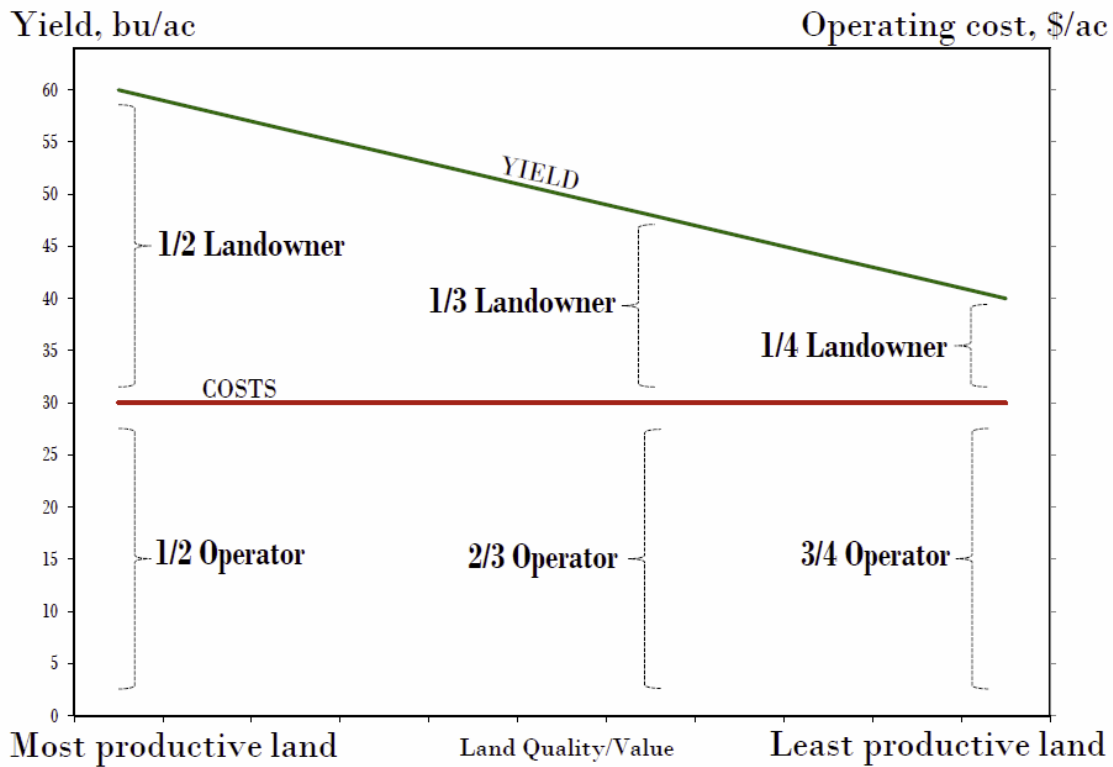 Yield, bu/ac
Operating cost, $/ac
60
55
50
45
40
35
30
25
20
15
10
5
0
YIELD
1/2 Landowner
1/3 Landowner
1/4 Landowner
COSTS
1/2 Operator
2/3 Operator
3/4 Operator
Most productive land
Land Quality/Value
Least productive land